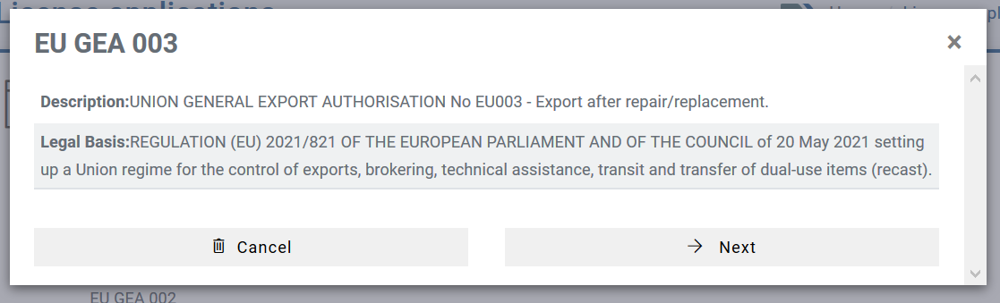 License applications
EU GEA 003
Description:UNION GENERAL EXPORT AUTHORISATION No EU003 - Export after repair/replacement.
Legal Basis:REGULATION (EU) 2021/821 OF THE EUROPEAN PARLIAMENT AND OF THE COUNCIL of 20 May 2021 setting
up a Union regime for the control of exports, brokering, technical assistance, transit and transfer of dual-use items (recast).
Cancel
Next
EU GEA 002